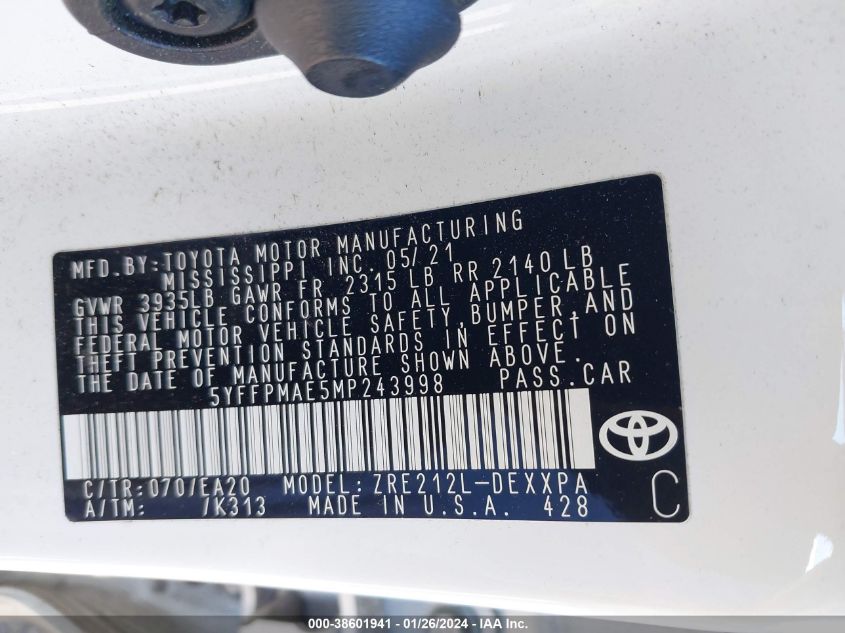 MFD.BY:TOYOTA MOTOR MANUFACTURING
MISSISSIPPI INC. 05/21
GVWR 3935LB GAWR FR 2315 LB RR 2140 LB
THIS VEHICLE CONFORMS TO ALL APPLICABLE
FEDERAL MOTOR VEHICLE SAFETY,BUMPER,AND
THEFT PREVENTION STANDARDS IN EFFECT ON
THE DATE OF MANUFACTURE SHOWN ABOVE.
5YFFPMAE5MP243998 PASS.CAR
C/TR:070/EA20 MODEL:ZRE212L-DEXXPA
A/TM: /K313 MADE IN U.S.A. 428
C
000-38601941 | 01/26/2024 | © IAA Inc.